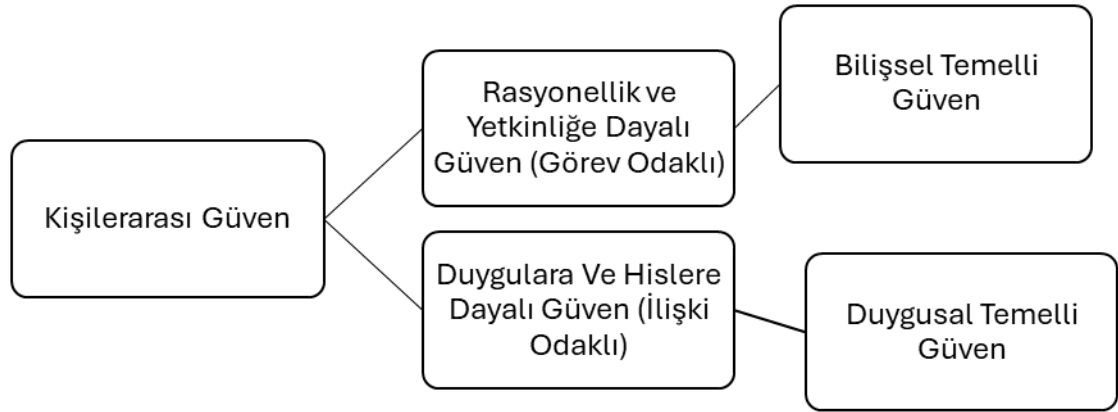 Kişilerarası Güven
Rasyonellik ve
Yetkinliğe Dayalı
Güven (Görev Odaklı)
Bilişsel Temelli
Güven
Duygulara Ve Hislere
Dayalı Güven (İlişki
Odaklı)
Duygusal Temelli
Güven